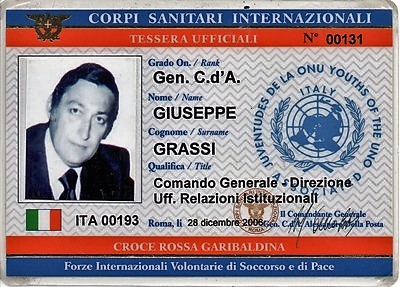 CORPI SANITARI INTERNAZIONALI
TESSERA UFFICIALI
N° 00131
Grado On. / Rank
Gen. C.d'A.
Nome / Name
GIUSEPPE
Cognome / Surname
GRASSI
Qualifica / Title
Comando Generale - Direzione
Uff. Relazioni Istituzionali
JUVENTUDES DE LA ONU YOUTHS OF THE UNO
ITALY
ITA 00193
Roma, li 28 dicembre 2006
Il Comandante Generale
Gen. C.d'A. Alessandro Della Posta
CROCE ROSSA GARIBALDINA
Forze Internazionali Volontarie di Soccorso e di Pace